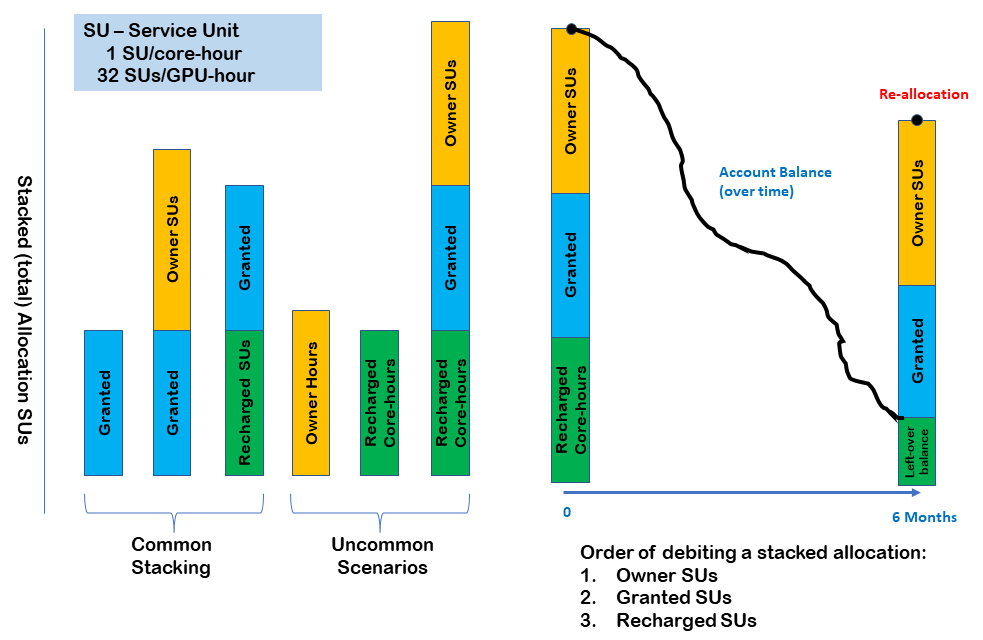 SU – Service Unit
1 SU/core-hour
32 SUs/GPU-hour
Stacked (total) Allocation SUs
Granted
Owner SUs
Granted
Granted
Recharged SUs
Owner Hours
Recharged
Core-hours
Owner SUs
Granted
Recharged
Core-hours
Common
Stacking
Uncommon
Scenarios
Owner SUs
Granted
Recharged
Core-hours
Account Balance
(over time)
Re-allocation
Owner SUs
Granted
Left-over
balance
0
6 Months
Order of debiting a stacked allocation:
1. Owner SUs
2. Granted SUs
3. Recharged SUs